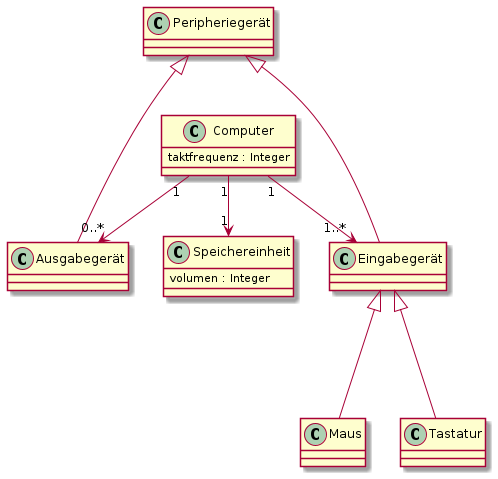 C Peripheriegerät
C Computer
taktfrequenz : Integer
1 1 1
0..* 1 1..*
C Ausgabegerät
C Speichereinheit
volumen : Integer
C Eingabegerät
C Maus
C Tastatur